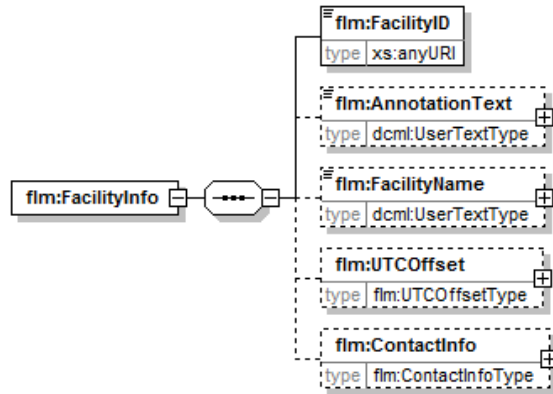 flm:FacilityID
type xs:anyURI
flm:AnnotationText
type dcml:UserTextType
flm:FacilityInfo
flm:FacilityName
type dcml:UserTextType
flm:UTCOffset
type flm:UTCOffsetType
flm:ContactInfo
type flm:ContactInfoType